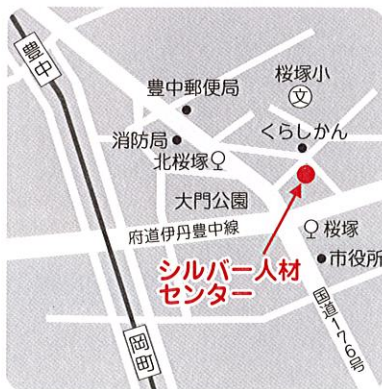 豊中
豊中郵便局
桜塚小
文
消防局
くらしかん
北桜塚
大門公園
府道伊丹豊中線
桜塚
シルバー人材
センター
市役所
国道176号
岡町